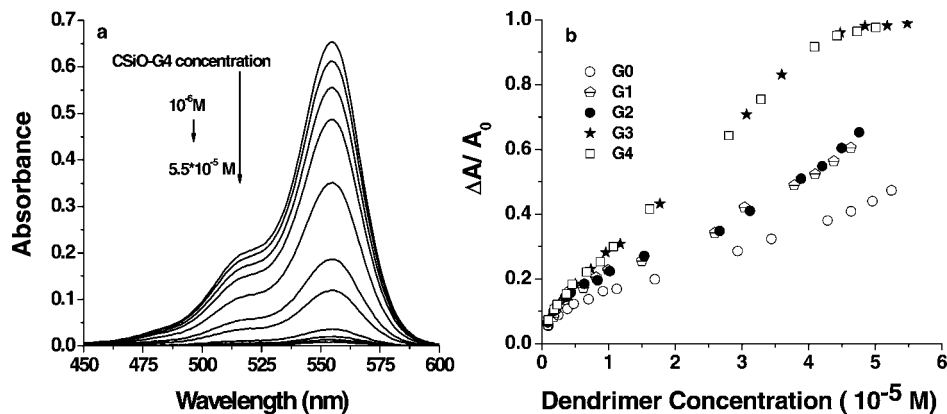 a
CSiO-G4 concentration
10⁻⁶M
5.5*10⁻⁵ M
Absorbance
0.7
0.6
0.5
0.4
0.3
0.2
0.1
0.0
450 475 500 525 550 575 600
Wavelength (nm)
b
G0
G1
G2
G3
G4
ΔA/ A₀
1.0
0.8
0.6
0.4
0.2
0.0
0 1 2 3 4 5 6
Dendrimer Concentration ( 10⁻⁵ M)